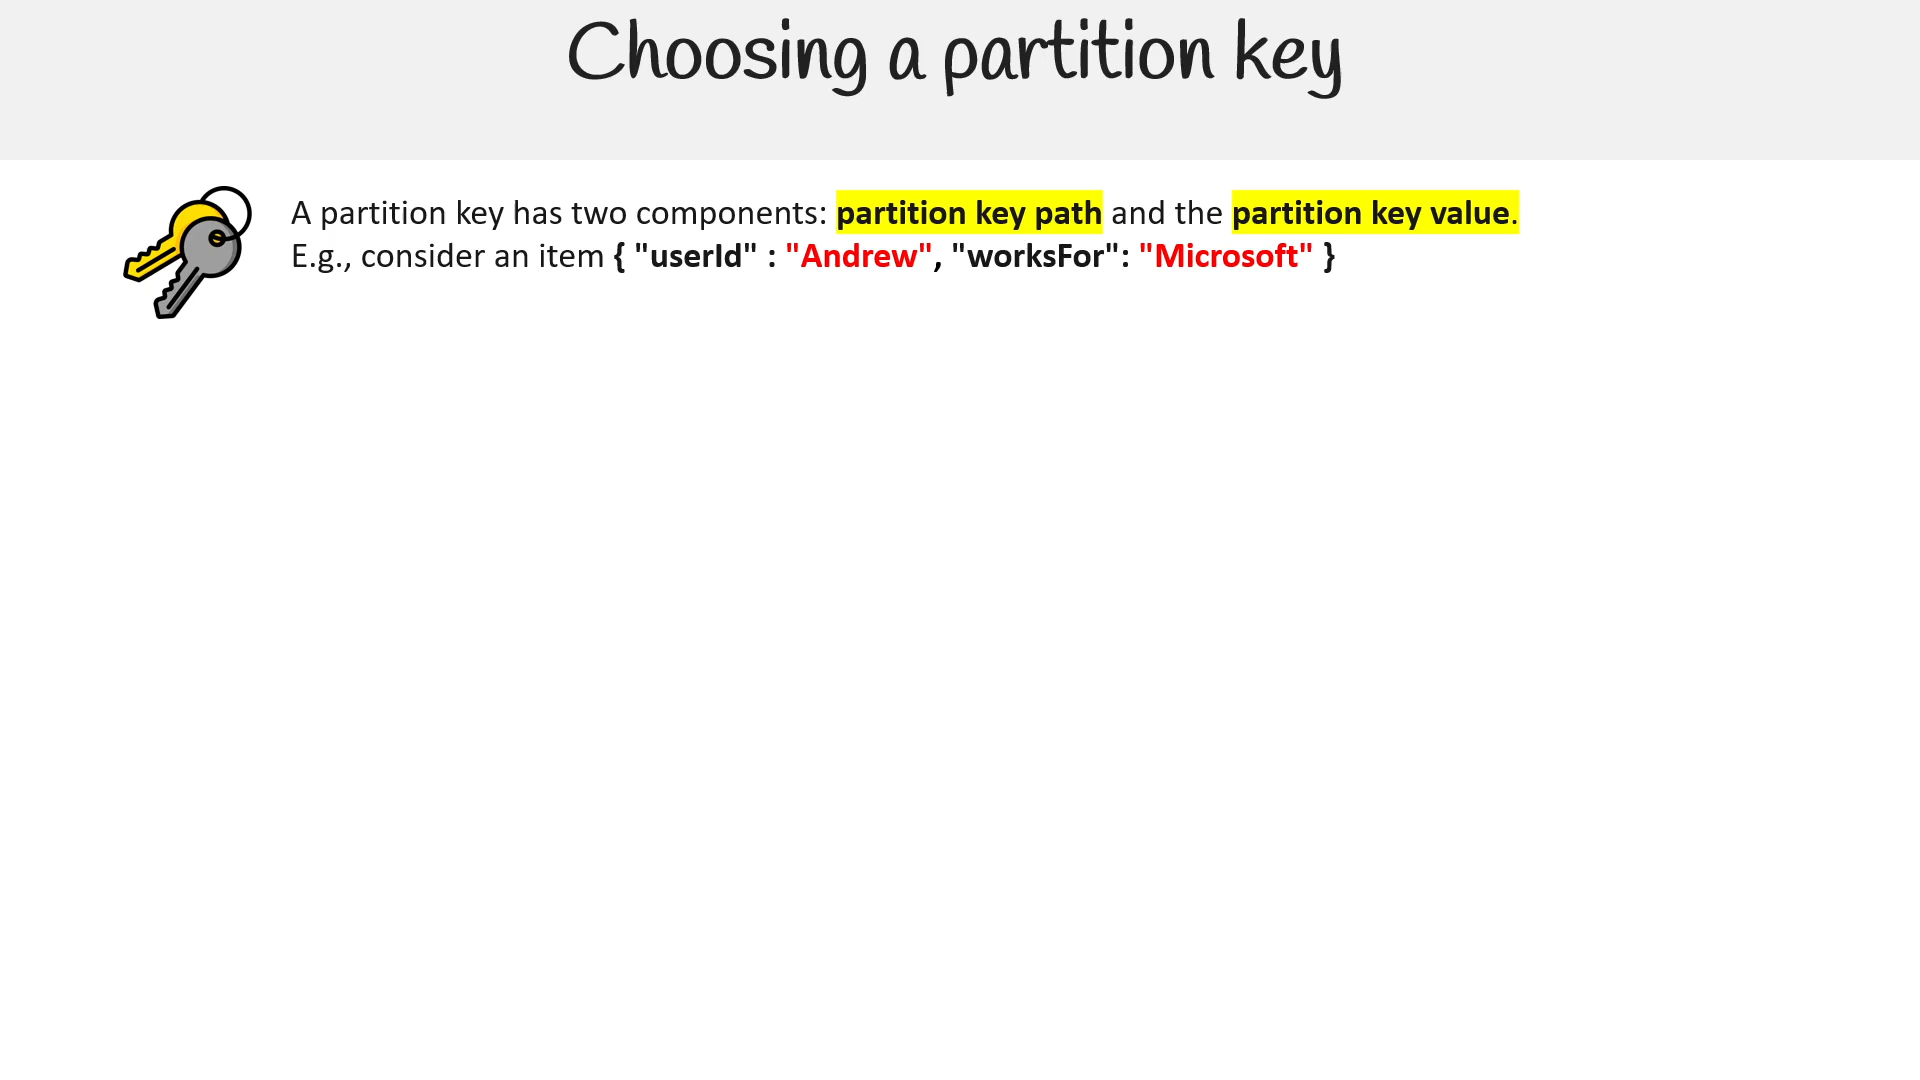 Choosing a partition key
A partition key has two components: partition key path and the partition key value.
E.g., consider an item { "userId" : "Andrew", "worksFor": "Microsoft" }